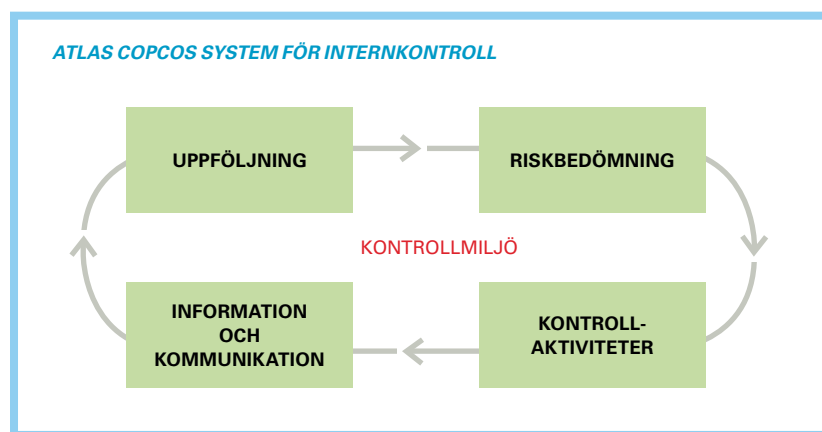 ATLAS COPCOS SYSTEM FÖR INTERNKONTROLL
UPPFÖLJNING
RISKBEDÖMNING
KONTROLLMILJÖ
INFORMATION
OCH
KOMMUNIKATION
KONTROLL-
AKTIVITETER